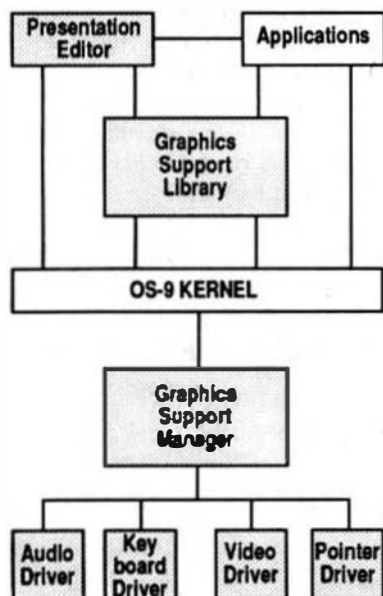 Presentation
Editor
Applications
Graphics
Support
Library
OS-9 KERNEL
Graphics
Support
Manager
Audio
Driver
Key
board
Driver
Video
Driver
Pointer
Driver